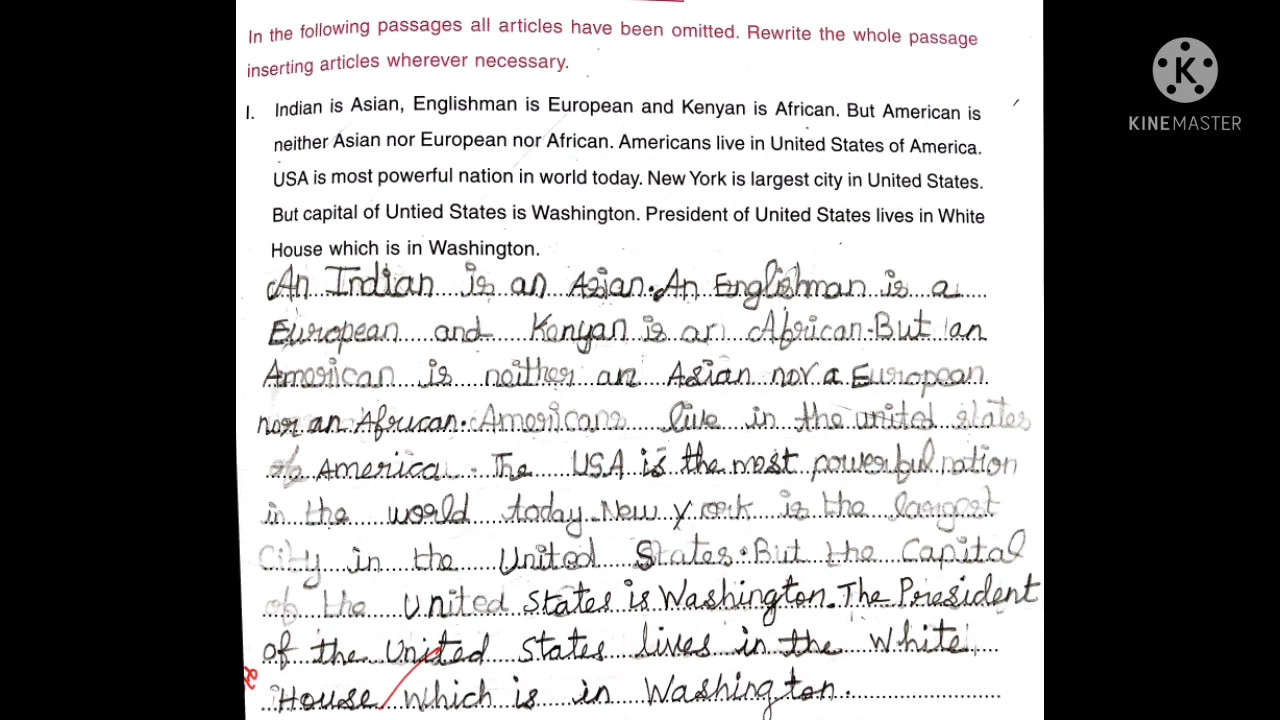 In the following passages all articles have been omitted. Rewrite the whole passage
inserting articles wherever necessary.
I. Indian is Asian, Englishman is European and Kenyan is African. But American is
neither Asian nor European nor African. Americans live in United States of America.
USA is most powerful nation in world today. New York is largest city in United States.
But capital of Untied States is Washington. President of United States lives in White
House which is in Washington.
An Indian is an Asian. An Englishman is a
European and Kenyan is an African. But an
American is neither an Asian nor a European
nor an African. Americans live in the united states
of America. The USA is the most powerful nation
in the world today. New York is the largest
City in the United States. But the Capital
of the United States is Washington. The President
of the United States lives in the White
House which is in Washington.
K
KINEMASTER